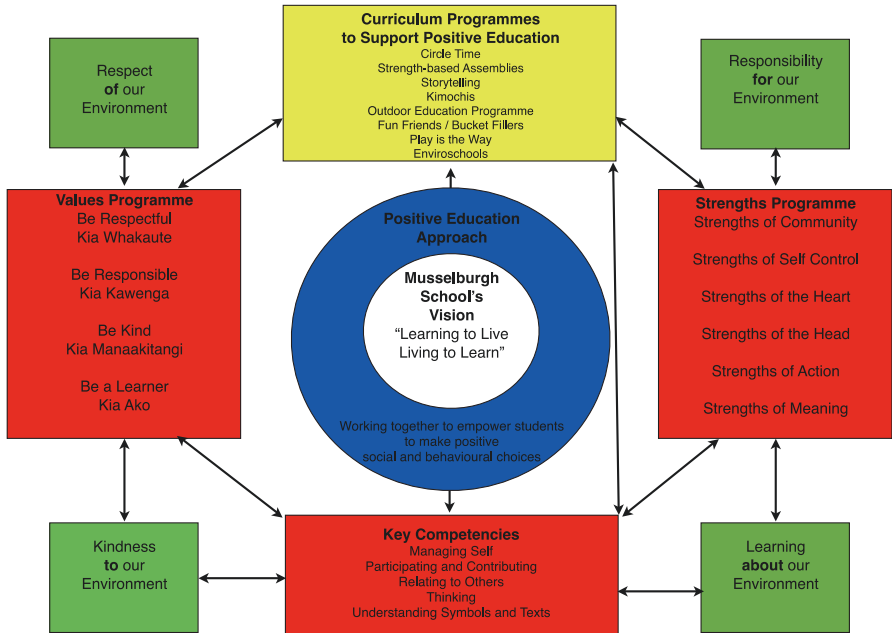 Curriculum Programmes
to Support Positive Education
Circle Time
Strength-based Assemblies
Storytelling
Kimochis
Outdoor Education Programme
Fun Friends / Bucket Fillers
Play is the Way
Enviroschools
Respect
of our
Environment
Responsibility
for our
Environment
Values Programme
Be Respectful
Kia Whakaute
Be Responsible
Kia Kawenga
Be Kind
Kia Manaakitangi
Be a Learner
Kia Ako
Positive Education
Approach
Musselburgh
School's
Vision
“Learning to Live
Living to Learn”
Working together to empower students
to make positive
social and behavioural choices
Strengths Programme
Strengths of Community
Strengths of Self Control
Strengths of the Heart
Strengths of the Head
Strengths of Action
Strengths of Meaning
Kindness
to our
Environment
Key Competencies
Managing Self
Participating and Contributing
Relating to Others
Thinking
Understanding Symbols and Texts
Learning
about our
Environment